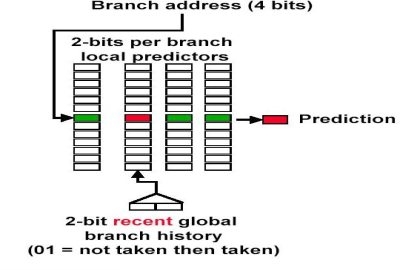 Branch address (4 bits)
2-bits per branch
local predictors
Prediction
2-bit recent global
branch history
(01 = not taken then taken)